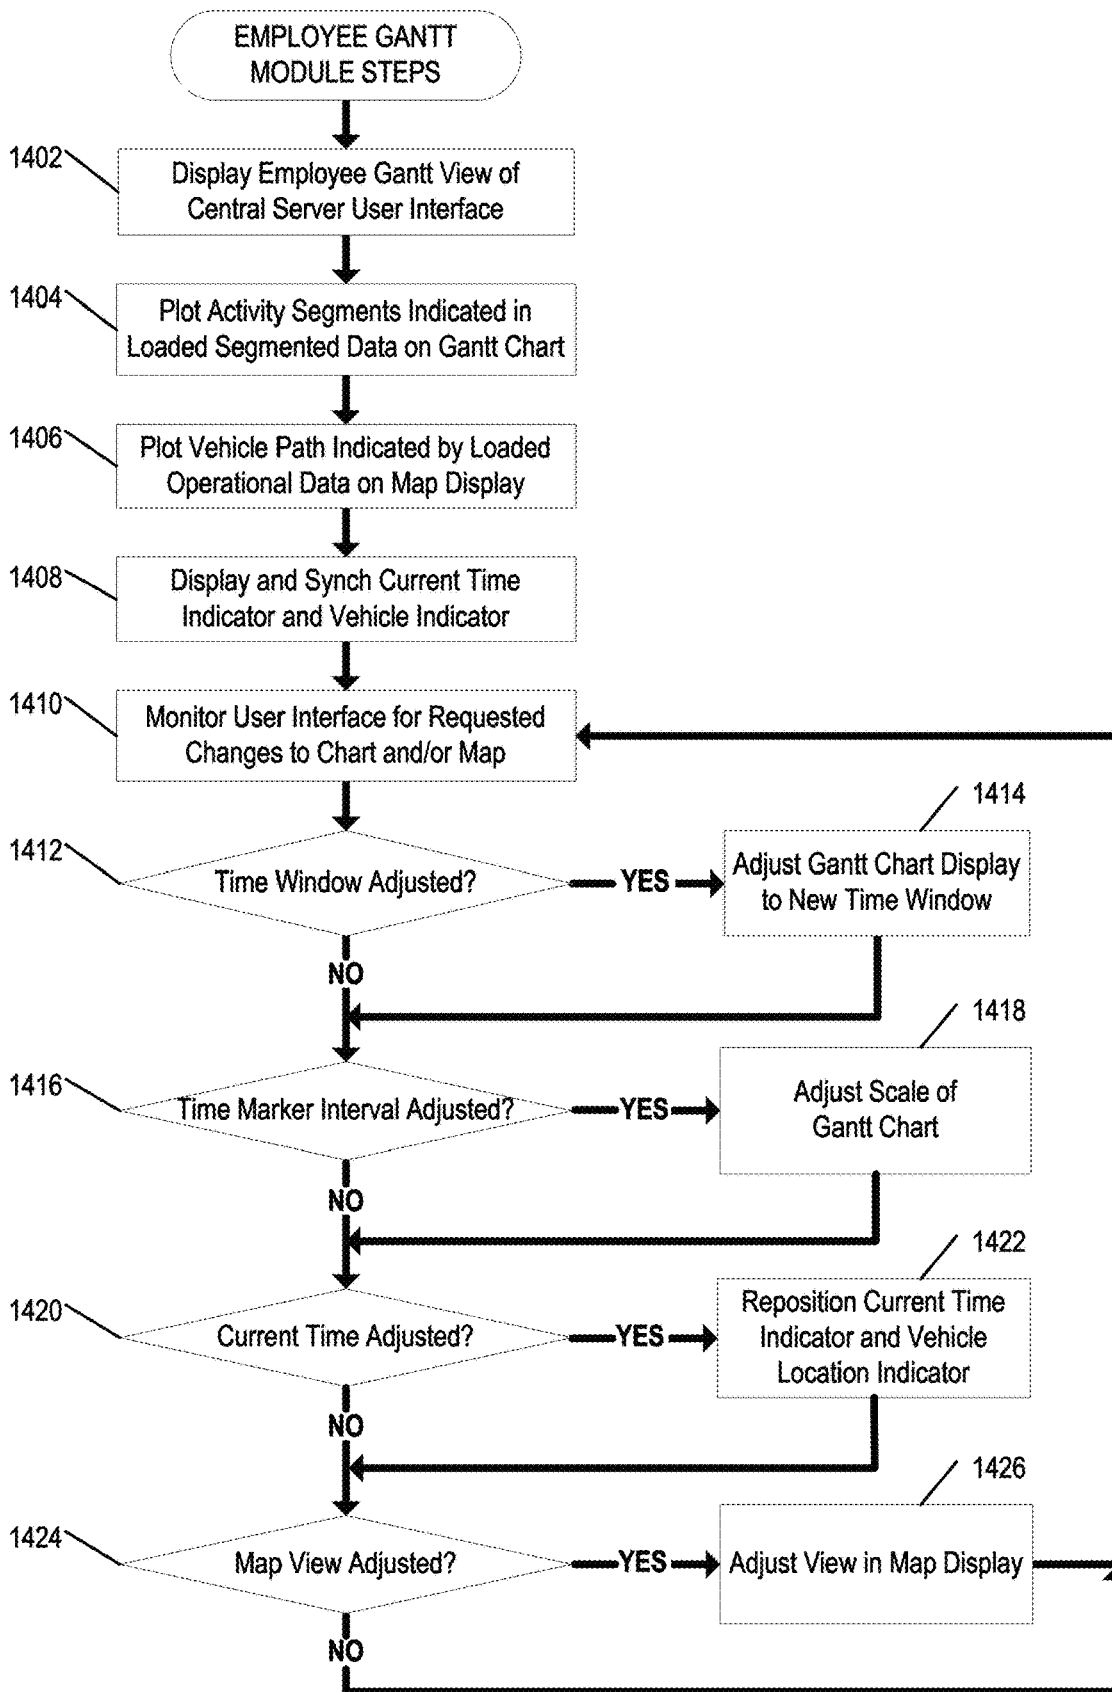 EMPLOYEE GANTT
MODULE STEPS
1402
Display Employee Gantt View of
Central Server User Interface
1404
Plot Activity Segments Indicated in
Loaded Segmented Data on Gantt Chart
1406
Plot Vehicle Path Indicated by Loaded
Operational Data on Map Display
1408
Display and Synch Current Time
Indicator and Vehicle Indicator
1410
Monitor User Interface for Requested
Changes to Chart and/or Map
1412
Time Window Adjusted?
YES
1414
Adjust Gantt Chart Display
to New Time Window
NO
1416
Time Marker Interval Adjusted?
YES
1418
Adjust Scale of
Gantt Chart
NO
1420
Current Time Adjusted?
YES
1422
Reposition Current Time
Indicator and Vehicle
Location Indicator
NO
1424
Map View Adjusted?
YES
1426
Adjust View in Map Display
NO